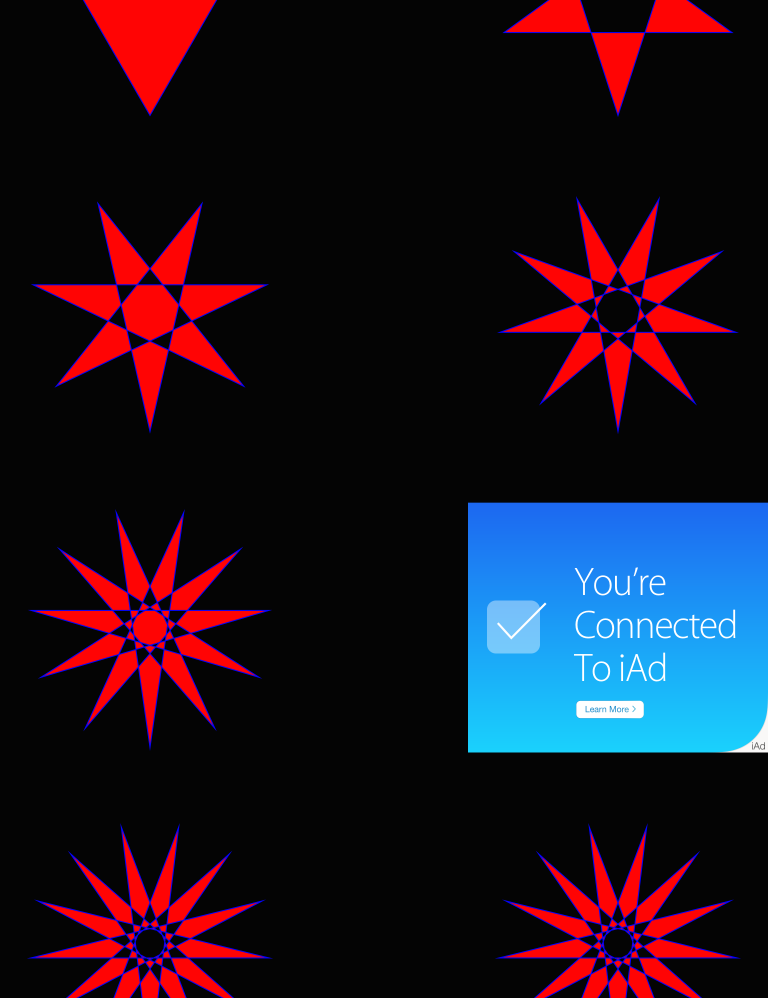 You’re
Connected
To iAd
Learn More >
iAd